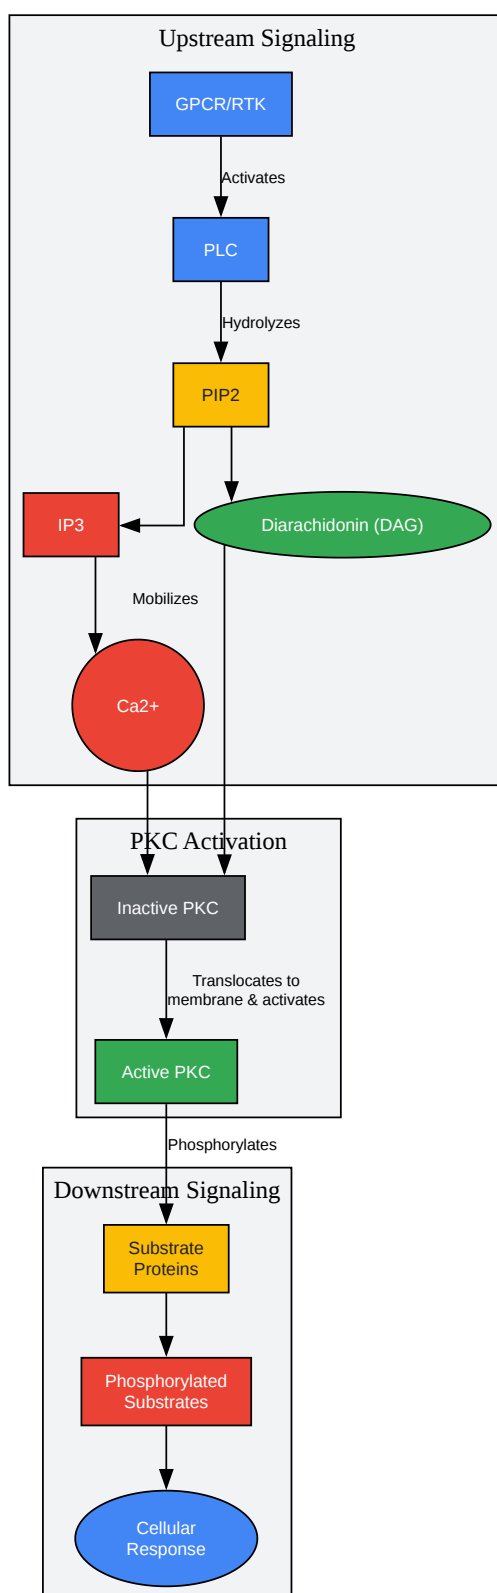 Upstream Signaling
GPCR/RTK
Activates
PLC
Hydrolyzes
PIP2
IP3
Diarachidonin (DAG)
Mobilizes
Ca2+
PKC Activation
Inactive PKC
Translocates to
membrane & activates
Active PKC
Phosphorylates
Downstream Signaling
Substrate
Proteins
Phosphorylated
Substrates
Cellular
Response